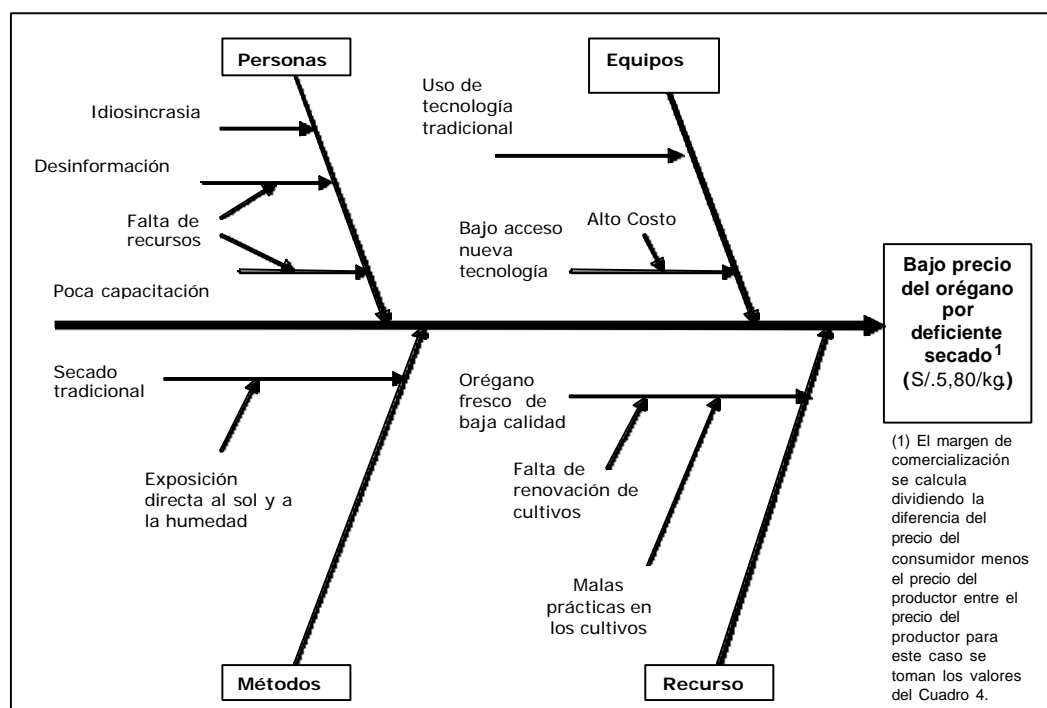 Personas
Equipos
Uso de
tecnología
tradicional
Idiosincrasia
Desinformación
Falta de
recursos
Poca capacitación
Bajo acceso
nueva
tecnología
Alto Costo
Bajo precio
del orégano
por
deficiente
secado1
(S/.5,80/kg.)
Secado
tradicional
Exposición
directa al sol y a
la humedad
Orégano
fresco de
baja calidad
Falta de
renovación de
cultivos
Malas
prácticas en
los cultivos
Métodos
Recurso
(1) El margen de
comercialización
se calcula
dividiendo la
diferencia del
precio del
consumidor menos
el precio del
productor entre el
precio del
productor para
este caso se
toman los valores
del Cuadro 4.